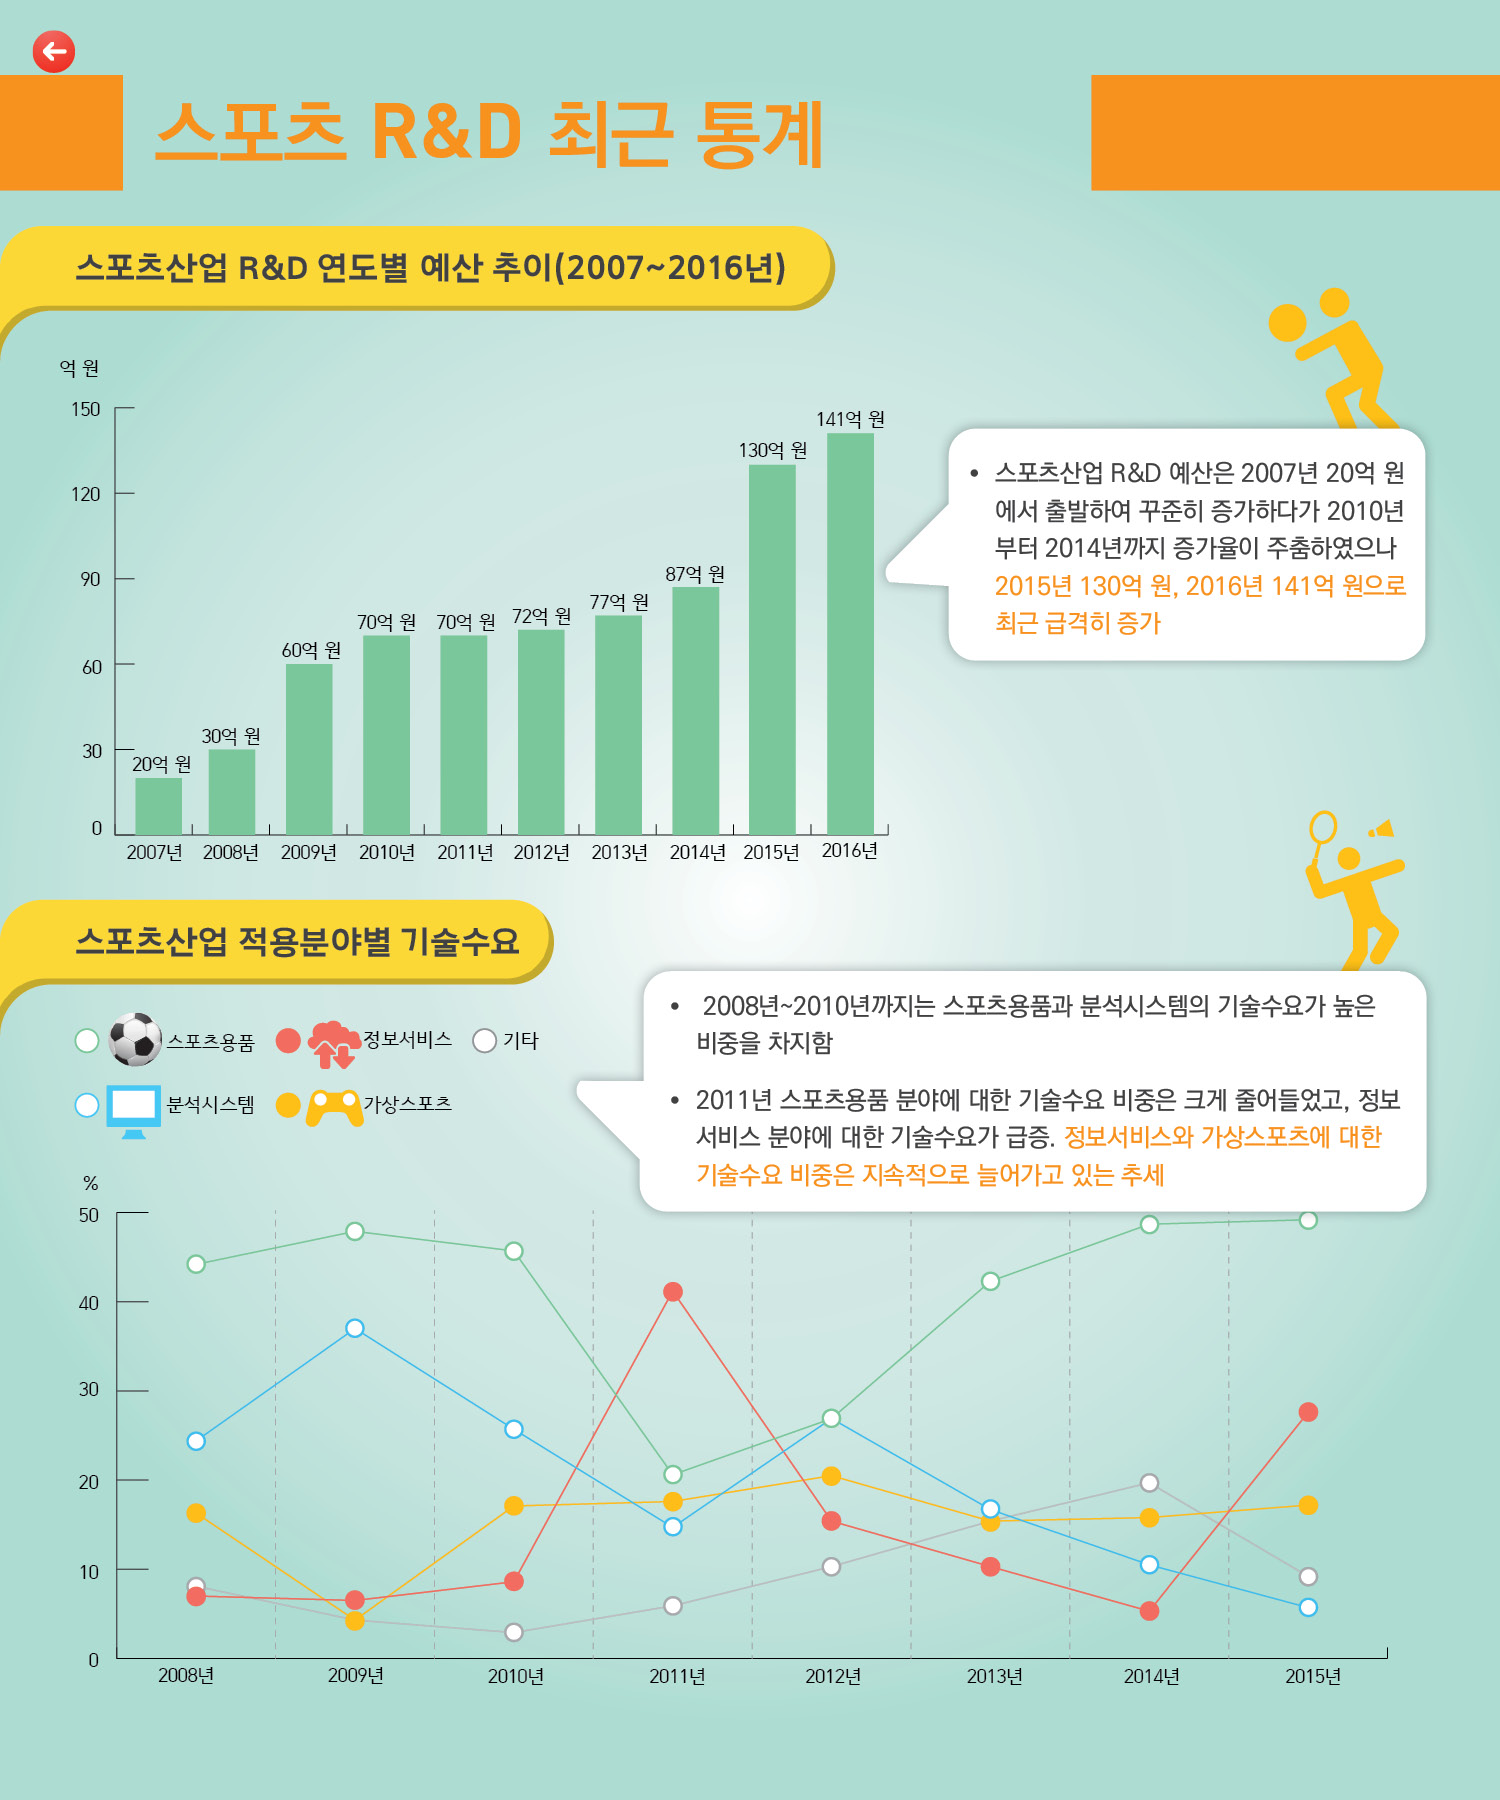 스포츠 R&D 최근 통계
스포츠산업 R&D 연도별 예산 추이(2007~2016년)
억 원
150
120
90
60
30
0
20억 원
30억 원
60억 원
70억 원
70억 원
72억 원
77억 원
87억 원
130억 원
141억 원
2007년
2008년
2009년
2010년
2011년
2012년
2013년
2014년
2015년
2016년
• 스포츠산업 R&D 예산은 2007년 20억 원
에서 출발하여 꾸준히 증가하다가 2010년
부터 2014년까지 증가율이 주춤하였으나
2015년 130억 원, 2016년 141억 원으로
최근 급격히 증가
스포츠산업 적용분야별 기술수요
스포츠용품
정보서비스
기타
분석시스템
가상스포츠
• 2008년~2010년까지는 스포츠용품과 분석시스템의 기술수요가 높은
비중을 차지함
• 2011년 스포츠용품 분야에 대한 기술수요 비중은 크게 줄어들었고, 정보
서비스 분야에 대한 기술수요가 급증. 정보서비스와 가상스포츠에 대한
기술수요 비중은 지속적으로 늘어가고 있는 추세
%
50
40
30
20
10
0
2008년
2009년
2010년
2011년
2012년
2013년
2014년
2015년